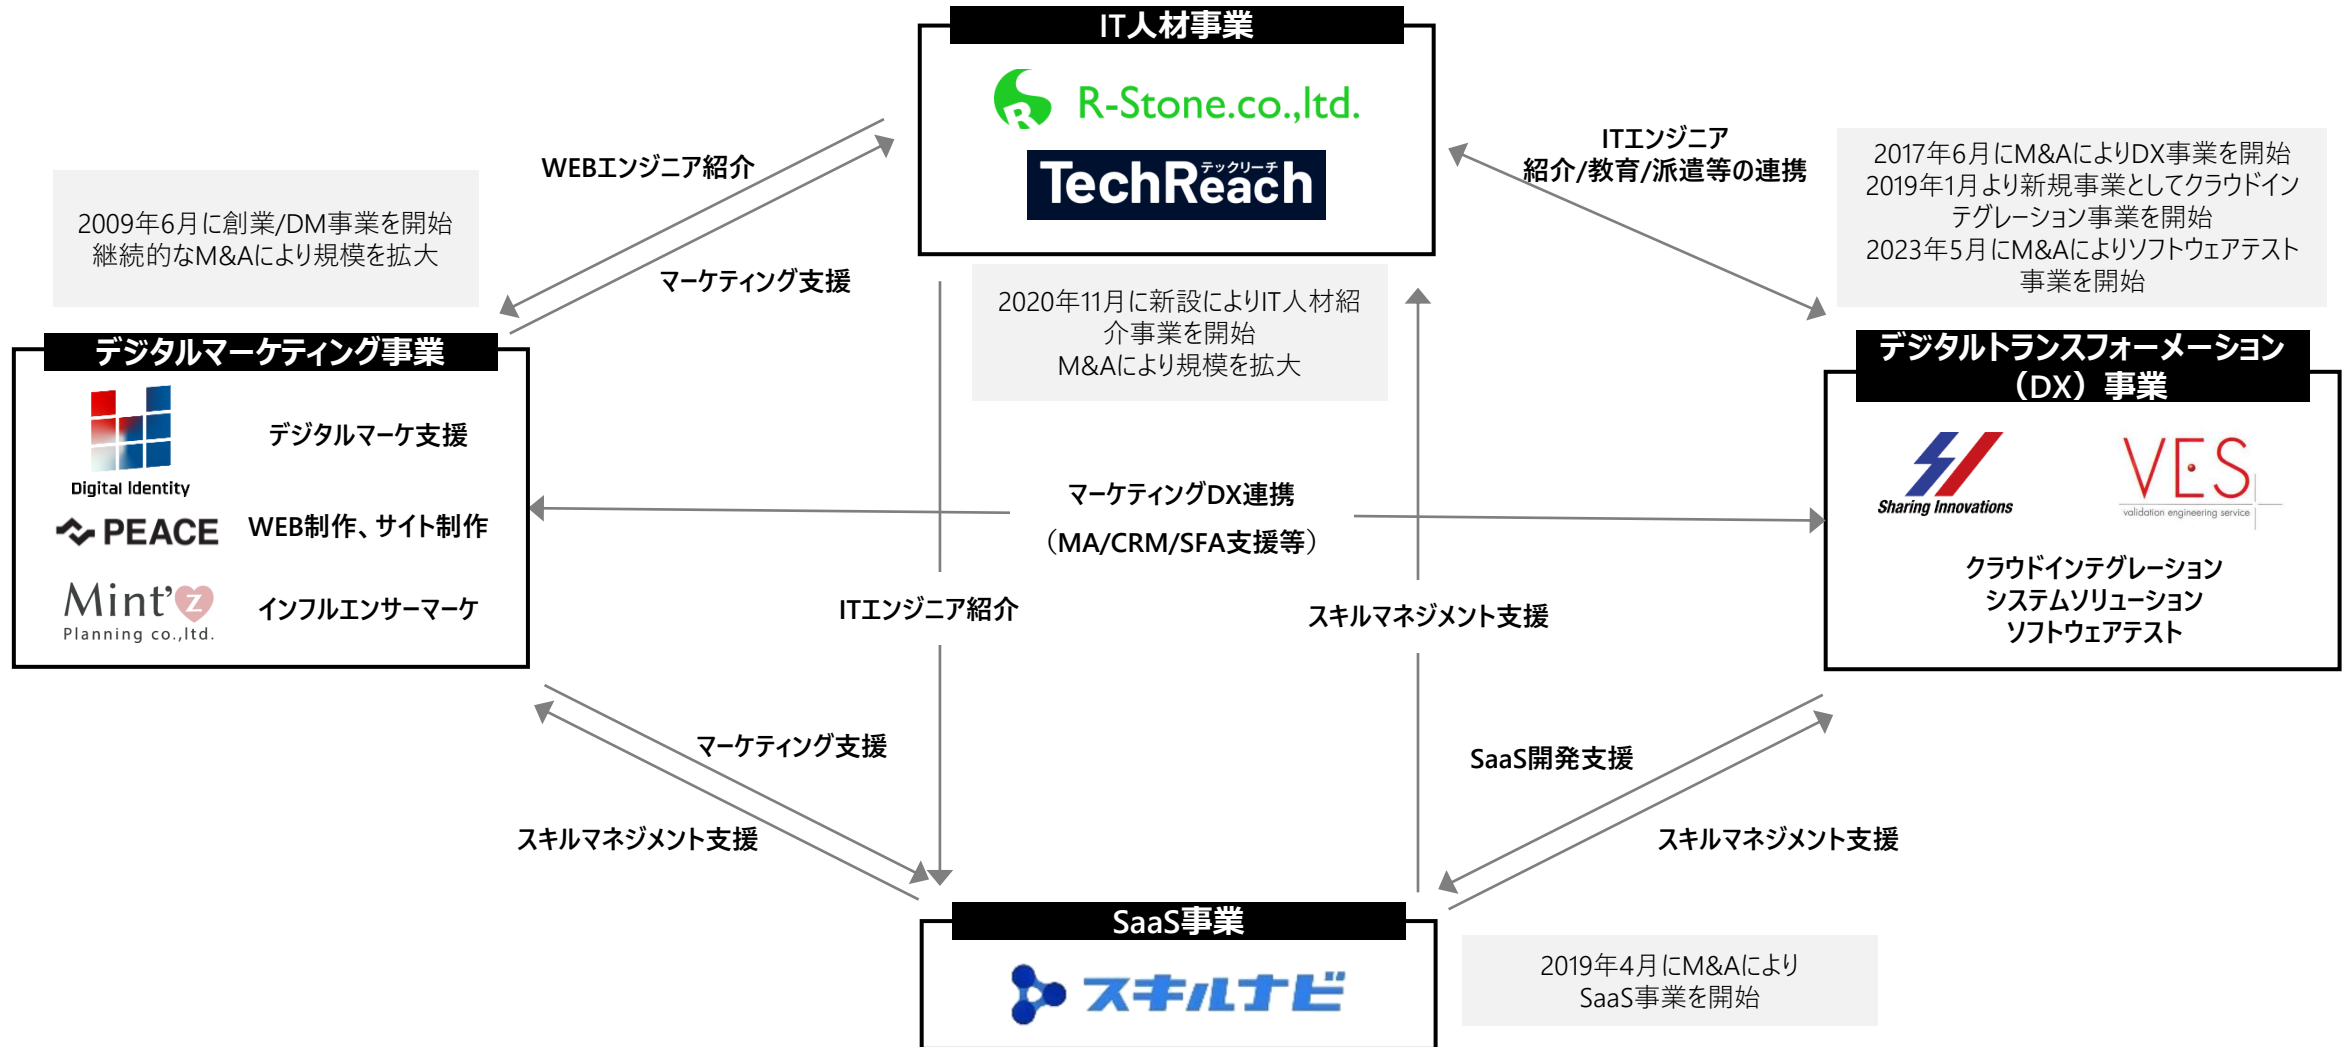 IT人材事業
R-Stone.co.,ltd.
テックリーチ
TechReach
WEBエンジニア紹介
マーケティング支援
ITエンジニア
紹介/教育/派遣等の連携
2009年6月に創業/DM事業を開始
継続的なM&Aにより規模を拡大
2017年6月にM&AによりDX事業を開始
2019年1月より新規事業としてクラウドイン
テグレーション事業を開始
2023年5月にM&Aによりソフトウェアテスト
事業を開始
2020年11月に新設によりIT人材紹
介事業を開始
M&Aにより規模を拡大
デジタルマーケティング事業
Digital Identity
デジタルマーケ支援
PEACE
WEB制作、サイト制作
Mint'z
Planning co.,ltd.
インフルエンサーマーケ
マーケティングDX連携
（MA/CRM/SFA支援等）
デジタルトランスフォーメーション
（DX）事業
Sharing Innovations
VES
validation engineering service
クラウドインテグレーション
システムソリューション
ソフトウェアテスト
ITエンジニア紹介
スキルマネジメント支援
マーケティング支援
スキルマネジメント支援
SaaS開発支援
スキルマネジメント支援
SaaS事業
スキルナビ
2019年4月にM&Aにより
SaaS事業を開始